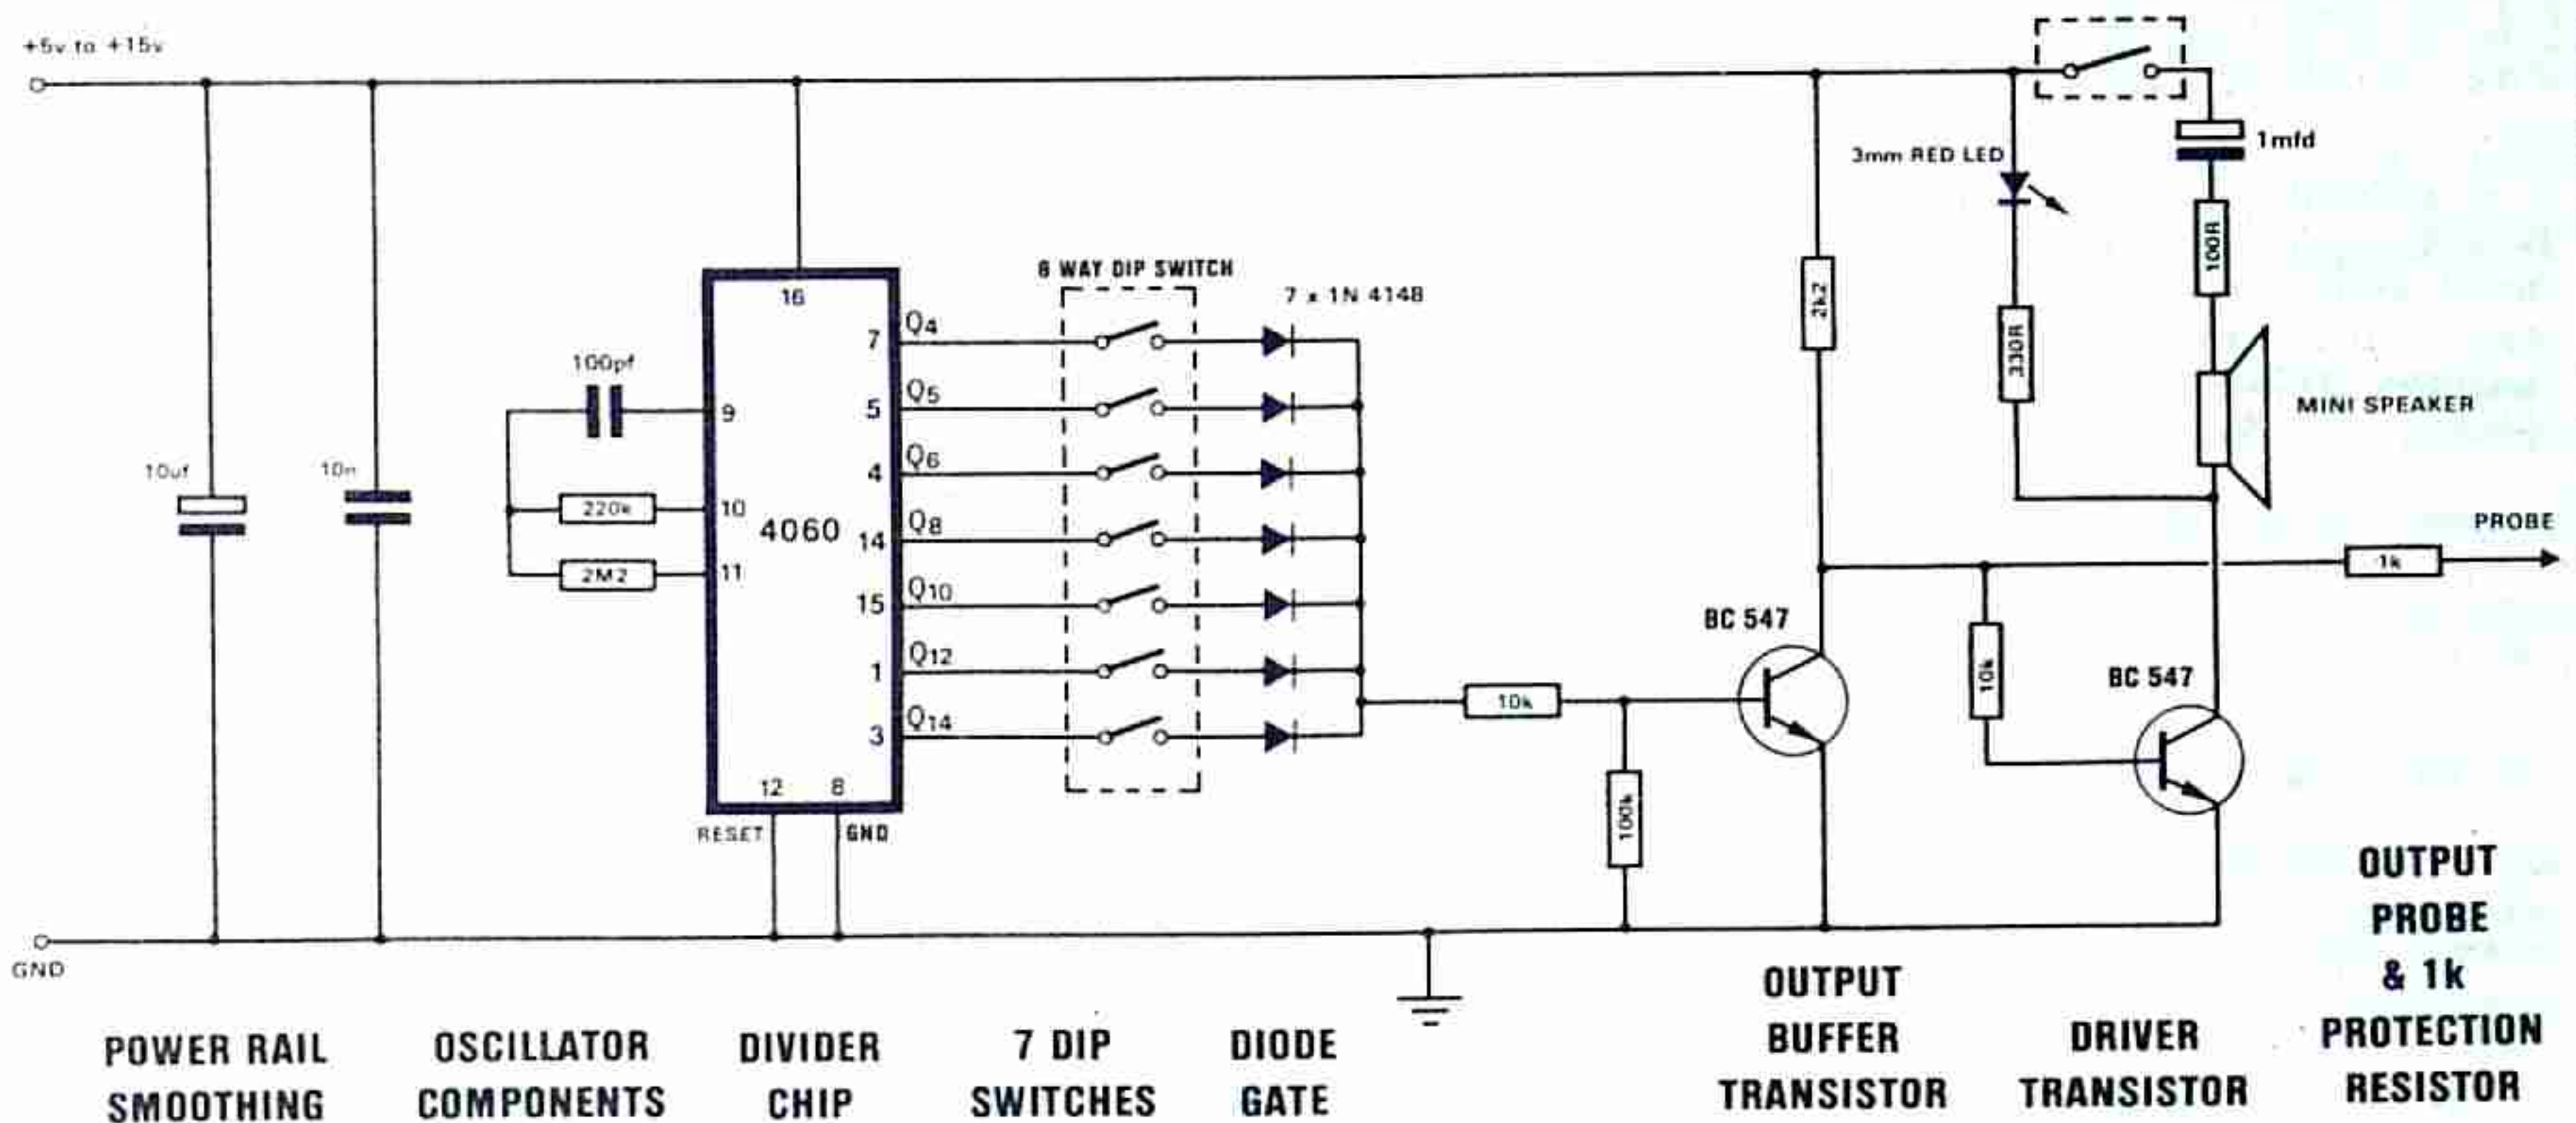 +5v to +15v
10uf
10n
100pf
220k
2M2
16
9
10
11
4060
7
5
4
14
15
1
3
12
8
RESET
GND
Q4
Q5
Q6
Q8
Q10
Q12
Q14
8 WAY DIP SWITCH
7 x 1N 4148
10k
100k
2k2
BC 547
3mm RED LED
330R
1mfd
100R
MINI SPEAKER
10k
BC 547
1k
PROBE
GND
POWER RAIL
SMOOTHING
OSCILLATOR
COMPONENTS
DIVIDER
CHIP
7 DIP
SWITCHES
DIODE
GATE
OUTPUT
BUFFER
TRANSISTOR
DRIVER
TRANSISTOR
OUTPUT
PROBE
& 1k
PROTECTION
RESISTOR